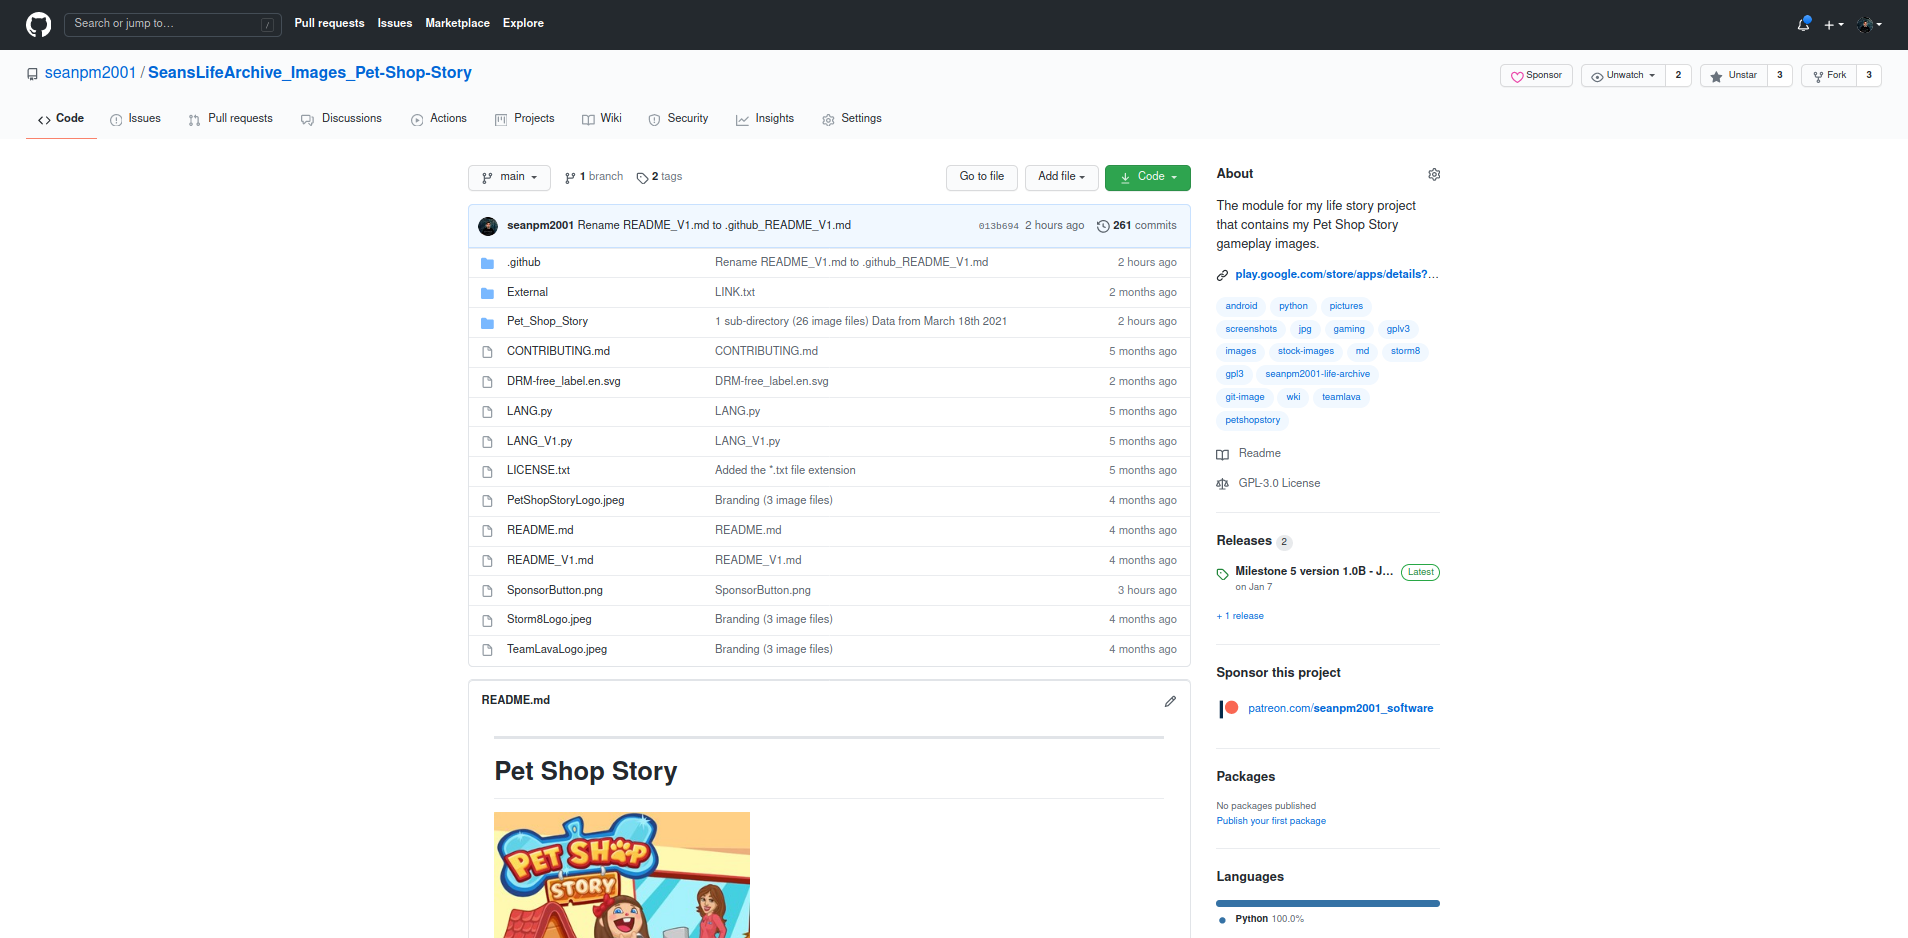 Search or jump to... / Pull requests Issues Marketplace Explore
seanpm2001 / SeansLifeArchive_Images_Pet-Shop-Story Sponsor Unwatch 2 Unstar 3 Fork 3
Code Issues Pull requests Discussions Actions Projects Wiki Security Insights Settings
main 1 branch 2 tags Go to file Add file Code
seanpm2001 Rename README_V1.md to .github_README_V1.md 013b694 2 hours ago 261 commits
.github Rename README_V1.md to .github_README_V1.md 2 hours ago
External LINK.txt 2 months ago
Pet_Shop_Story 1 sub-directory (26 image files) Data from March 18th 2021 2 hours ago
CONTRIBUTING.md CONTRIBUTING.md 5 months ago
DRM-free_label.en.svg DRM-free_label.en.svg 2 months ago
LANG.py LANG.py 5 months ago
LANG_V1.py LANG_V1.py 5 months ago
LICENSE.txt Added the *.txt file extension 5 months ago
PetShopStoryLogo.jpeg Branding (3 image files) 4 months ago
README.md README.md 4 months ago
README_V1.md README_V1.md 4 months ago
SponsorButton.png SponsorButton.png 3 hours ago
Storm8Logo.jpeg Branding (3 image files) 4 months ago
TeamLavaLogo.jpeg Branding (3 image files) 4 months ago
README.md
Pet Shop Story
PET SHOP
STORY
About
The module for my life story project
that contains my Pet Shop Story
gameplay images.
play.google.com/store/apps/details?...
android python pictures
screenshots jpg gaming gplv3
images stock-images md storm8
gpl3 seanpm2001-life-archive
git-image wki teamlava
petshopstory
Readme
GPL-3.0 License
Releases 2
Milestone 5 version 1.0B - J... Latest
on Jan 7
+ 1 release
Sponsor this project
patreon.com/seanpm2001_software
Packages
No packages published
Publish your first package
Languages
Python 100.0%